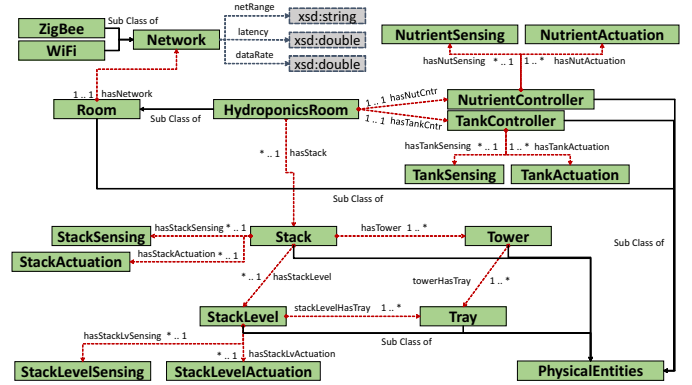 Sub Class of
netRange
xsd:string
ZigBee
WiFi
Network
latency
xsd:double
dataRate
xsd:double
NutrientSensing
NutrientActuation
hasNutSensing * .. 1
1 .. * hasNutActuation
1 .. 1 hasNetwork
1 .. 1 hasNutCntr
Room
Sub Class of
HydroponicsRoom
NutrientController
TankController
1 .. 1 hasTankCntr
hasTankSensing * .. 1
1 .. * hasTankActuation
* .. 1
hasStack
TankSensing
TankActuation
Sub Class of
StackSensing
hasStackSensing * .. 1
Stack
hasTower 1 .. *
Tower
Sub Class of
StackActuation
hasStackActuation * .. 1
* .. 1
hasStackLevel
towerHasTray
1 .. *
StackLevel
stackLevelHasTray 1 .. *
Tray
hasStackLvSensing * .. 1
Sub Class of
* .. 1
hasStackLvActuation
StackLevelSensing
StackLevelActuation
PhysicalEntities